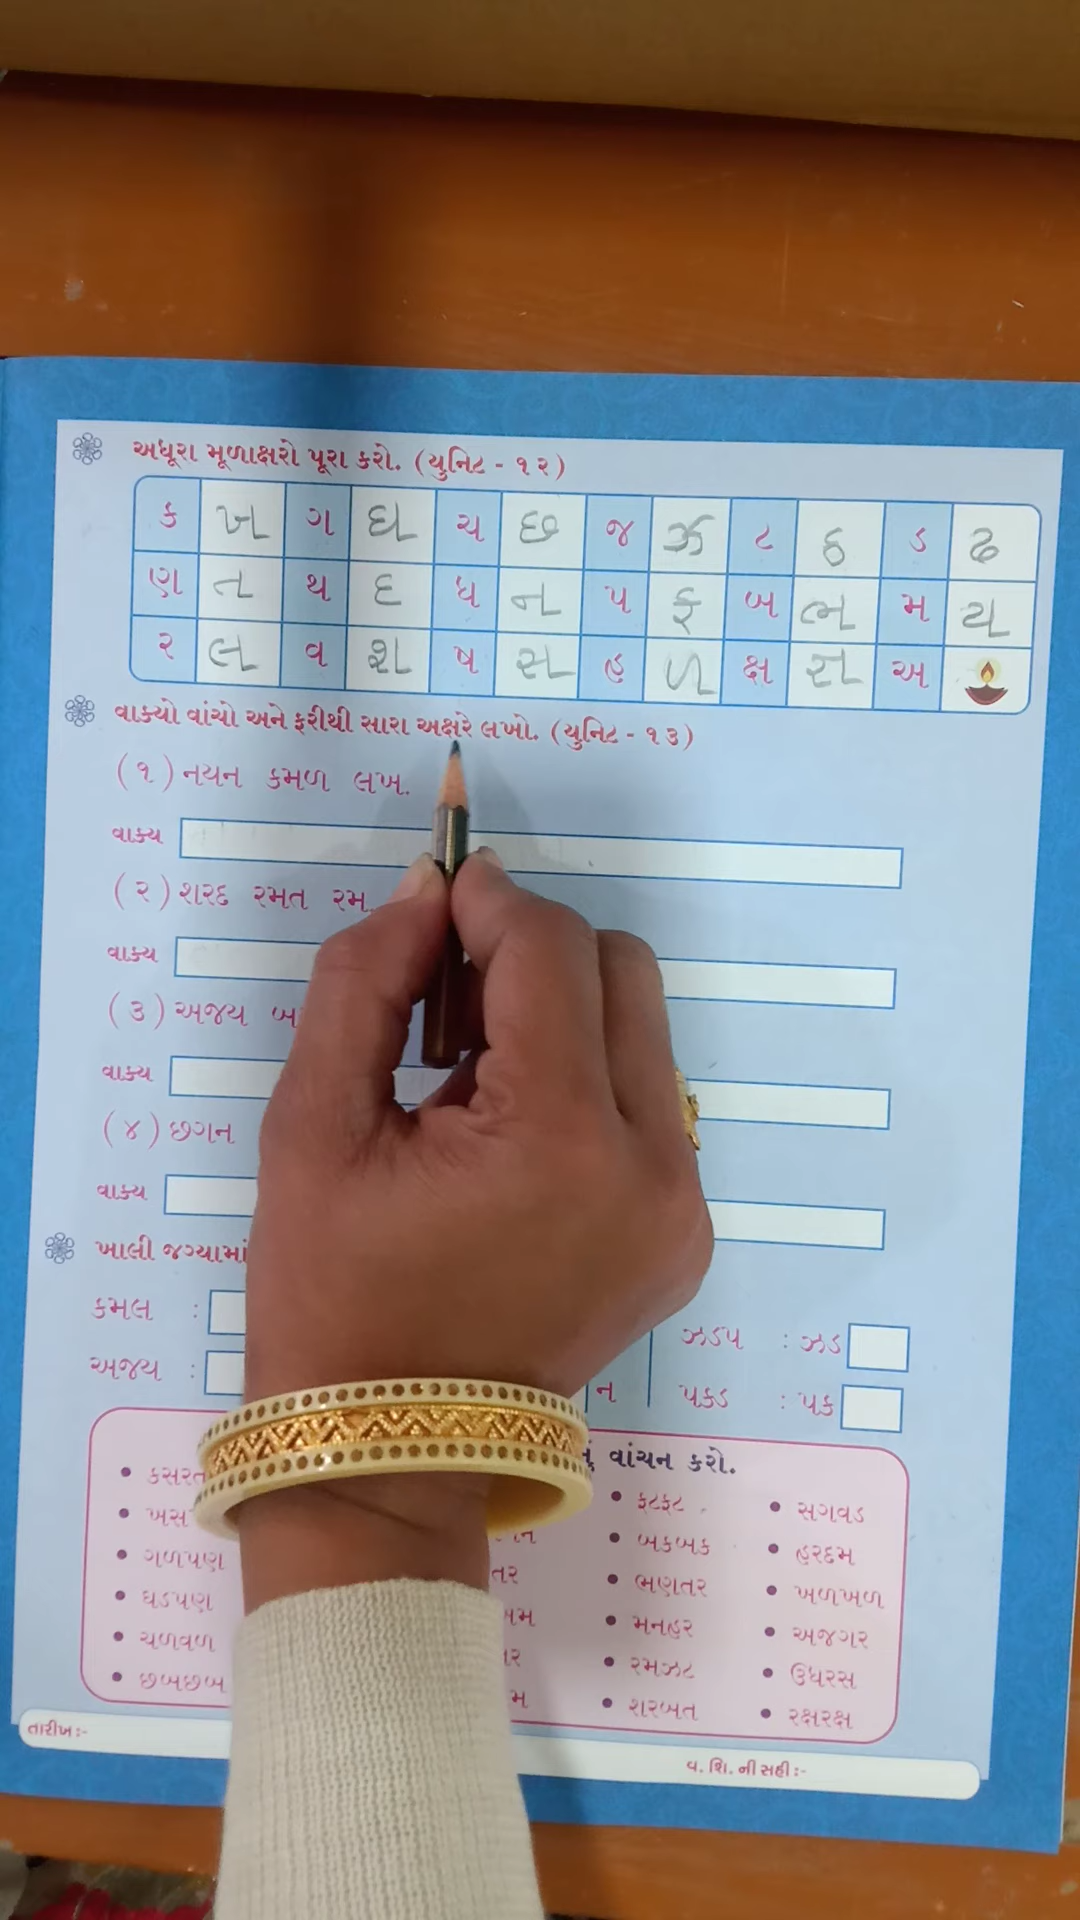 અધૂરા મૂળાક્ષરો પૂરા કરો. (યુનિટ - ૧૨)
ક ખ ગ ઘ ચ છ જ ઝ ટ ઠ ડ ઢ
ણ ત થ દ ધ ન પ ફ બ ભ મ ય
ર લ વ શ ષ સ હ ળ ક્ષ જ્ઞ અ
વાક્યો વાંચો અને ફરીથી સારા અક્ષરે લખો. (યુનિટ - ૧૩)
(૧) નયન કમળ લખ.
વાક્ય
(૨) શરદ રમત રમ.
વાક્ય
(૩) અજય
વાક્ય
(૪) છગન
વાક્ય
ખાલી જગ્યામાં
કમલ : ઝડપ : ઝડ
અજય : ન પકડ : પક
વાંચન કરો.
• કસરત • ફટફટ • સગવડ
• ખસ • બકબક • હરદમ
• ગળપણ • ભણતર • ખળખળ
• ઘડપણ • મનહર • અજગર
• ચળવળ • રમઝટ • ઉધરસ
• છબછબ • શરબત • રક્ષરક્ષ
તારીખ:- વ. શિ. ની સહી:-